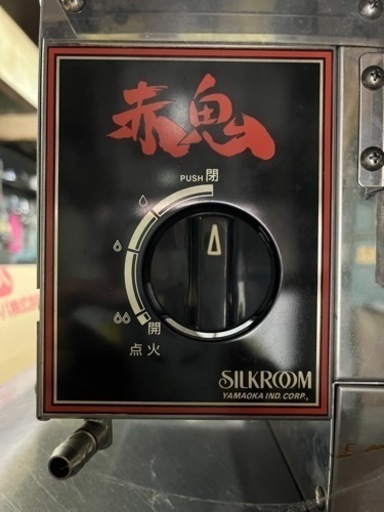 赤鬼
PUSH 閉
開
点火
SILKROOM
YAMAOKA IND. CORP.,